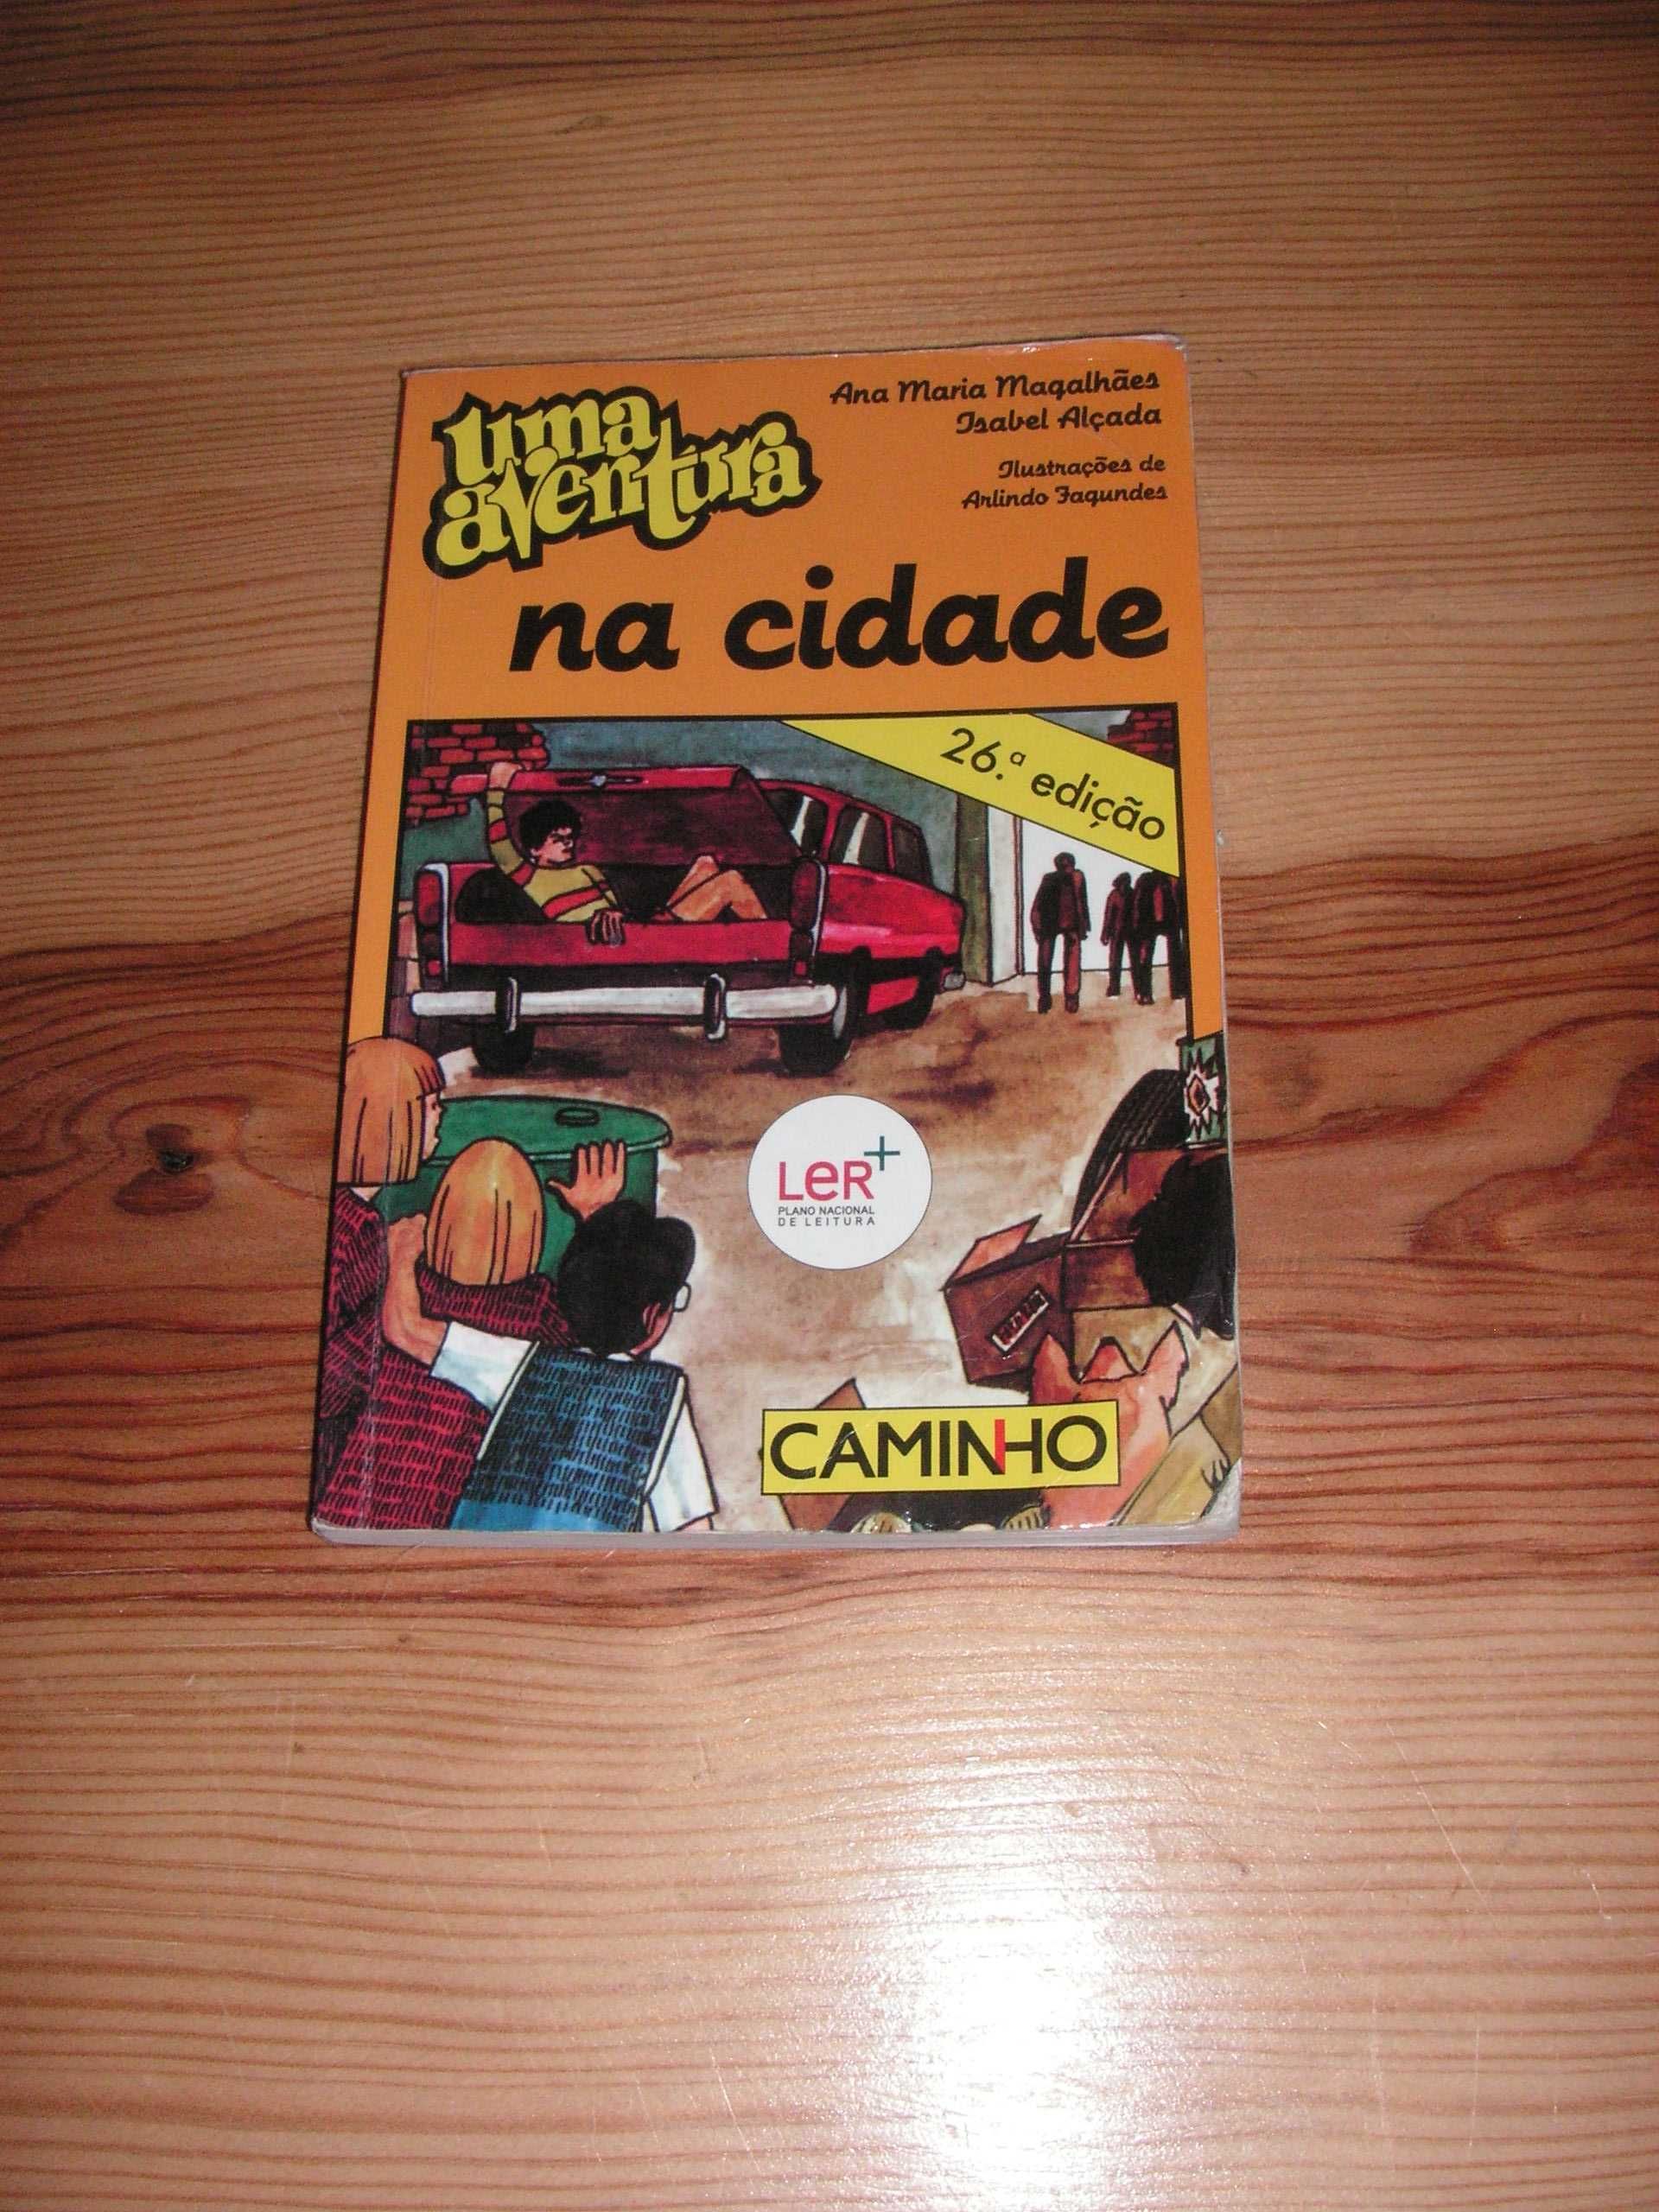 uma
aventura
Ana Maria Magalhães
Isabel Alçada
Ilustrações de
Arlindo Fagundes
na cidade
26.ª edição
LeR+
PLANO NACIONAL
DE LEITURA
CAMINHO